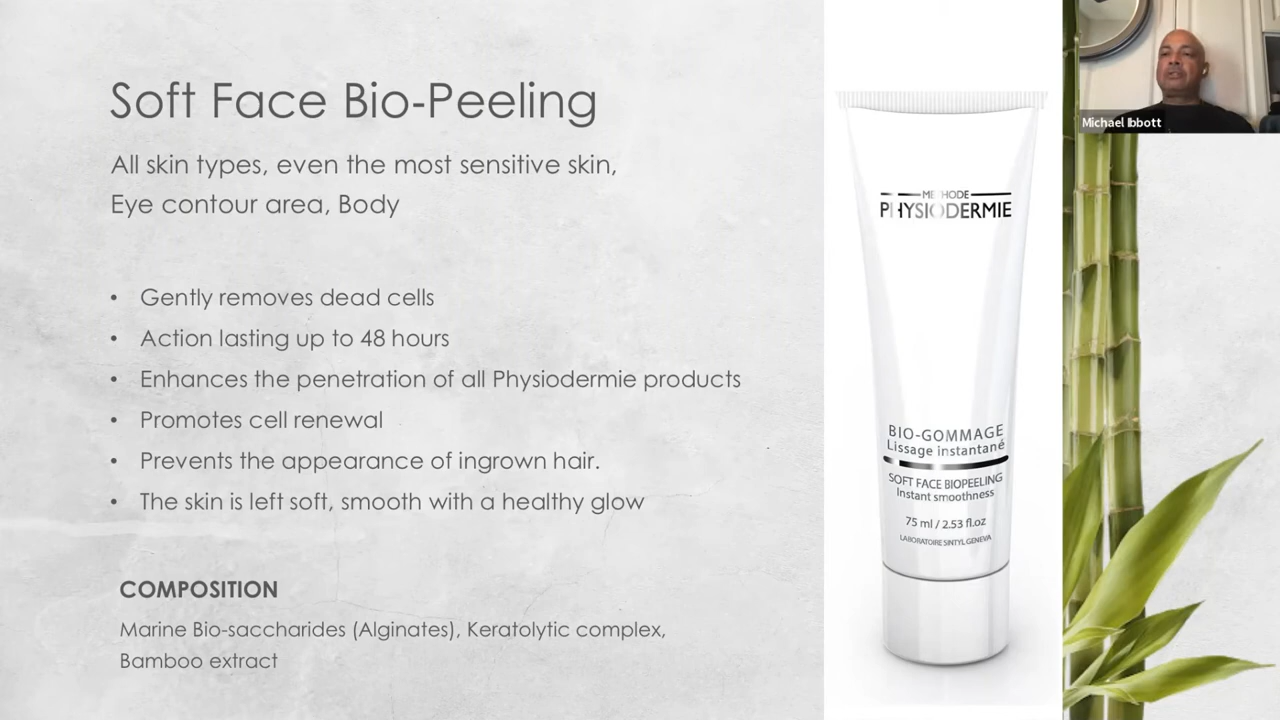 Soft Face Bio-Peeling
All skin types, even the most sensitive skin,
Eye contour area, Body
• Gently removes dead cells
• Action lasting up to 48 hours
• Enhances the penetration of all Physiodermie products
• Promotes cell renewal
• Prevents the appearance of ingrown hair.
• The skin is left soft, smooth with a healthy glow
COMPOSITION
Marine Bio-saccharides (Alginates), Keratolytic complex,
Bamboo extract
METHODE
PHYSIODERMIE
BIO-GOMMAGE
Lissage instantané
SOFT FACE BIOPEELING
Instant smoothness
75 ml / 2.53 fl.oz
LABORATOIRE SINTYL GENEVA
Michael Ibbott